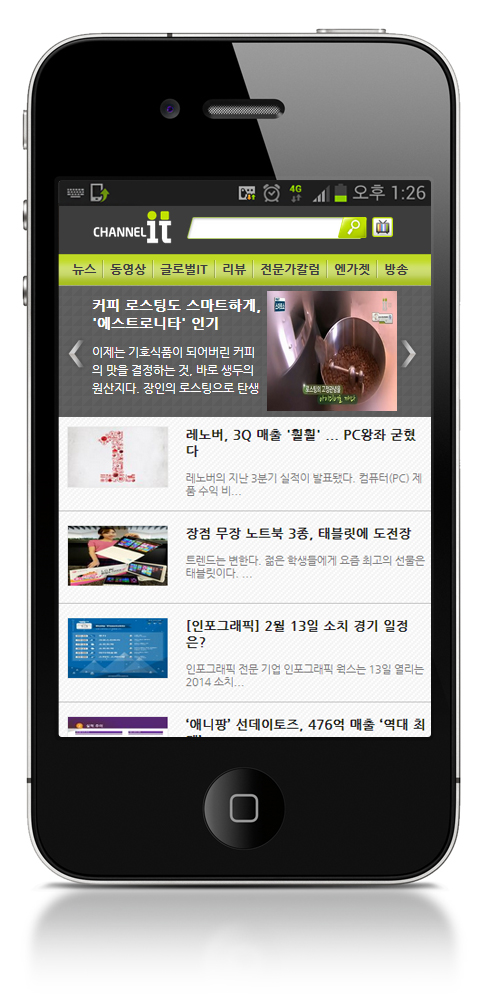 4G
오후 1:26
CHANNEL it
뉴스 동영상 글로벌IT 리뷰 전문가칼럼 엔가젯 방송
커피 로스팅도 스마트하게,
'에스트로니타' 인기
이제는 기호식품이 되어버린 커피
의 맛을 결정하는 것, 바로 생두의
원산지다. 장인의 로스팅으로 탄생
1
레노버, 3Q 매출 '훨훨' ... PC왕좌 굳혔
다
레노버의 지난 3분기 실적이 발표됐다. 컴퓨터(PC) 제
품 수익 비...
장점 무장 노트북 3종, 태블릿에 도전장
트렌드는 변한다. 젊은 학생들에게 요즘 최고의 선물은
태블릿이다. ...
[인포그래픽] 2월 13일 소치 경기 일정
은?
인포그래픽 전문 기업 인포그래픽 웍스는 13일 열리는
2014 소치...
‘애니팡’ 선데이토즈, 476억 매출 ‘역대 최